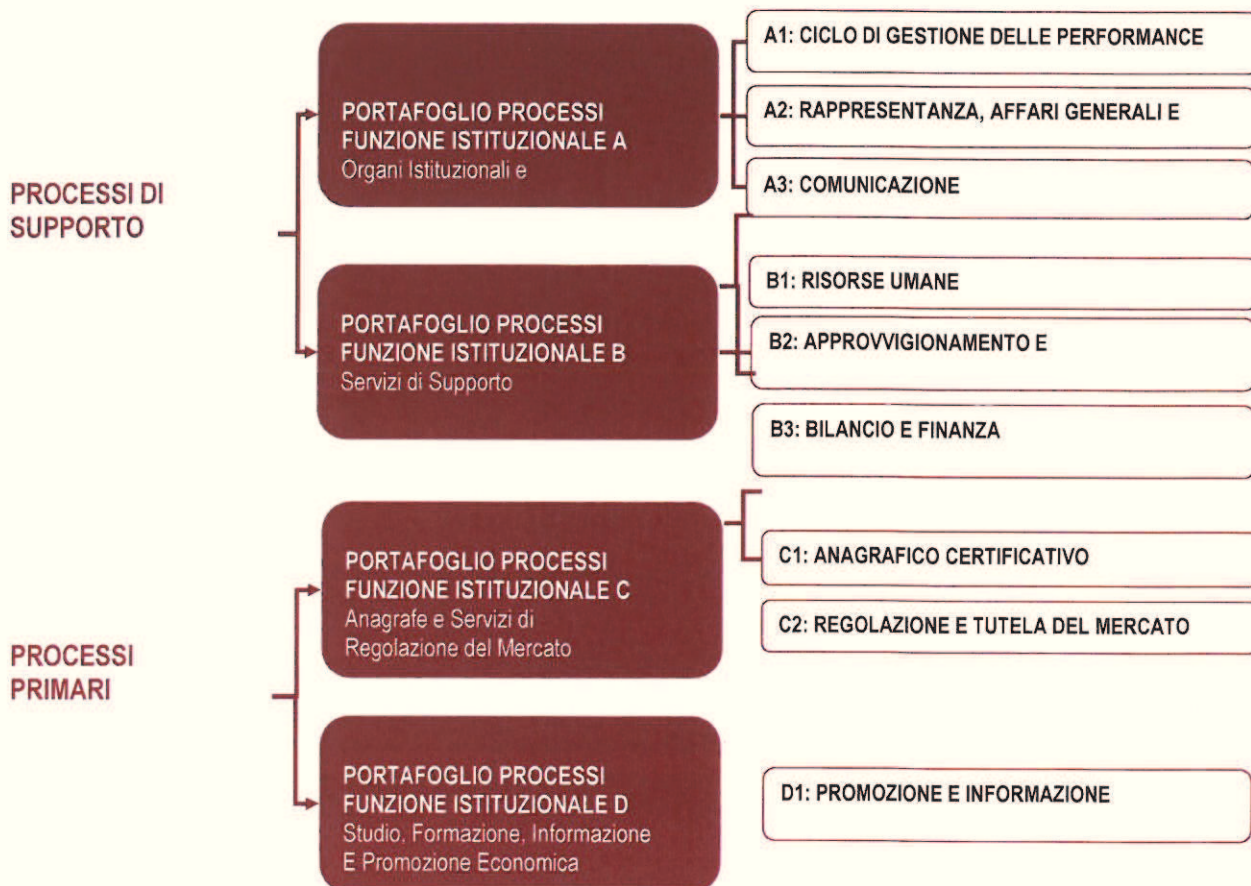 PROCESSI DI
SUPPORTO
PORTAFOGLIO PROCESSI
FUNZIONE ISTITUZIONALE A
Organi Istituzionali e
A1: CICLO DI GESTIONE DELLE PERFORMANCE
A2: RAPPRESENTANZA, AFFARI GENERALI E
A3: COMUNICAZIONE
PORTAFOGLIO PROCESSI
FUNZIONE ISTITUZIONALE B
Servizi di Supporto
B1: RISORSE UMANE
B2: APPROVVIGIONAMENTO E
B3: BILANCIO E FINANZA
PROCESSI
PRIMARI
PORTAFOGLIO PROCESSI
FUNZIONE ISTITUZIONALE C
Anagrafe e Servizi di
Regolazione del Mercato
C1: ANAGRAFICO CERTIFICATIVO
C2: REGOLAZIONE E TUTELA DEL MERCATO
PORTAFOGLIO PROCESSI
FUNZIONE ISTITUZIONALE D
Studio, Formazione, Informazione
E Promozione Economica
D1: PROMOZIONE E INFORMAZIONE